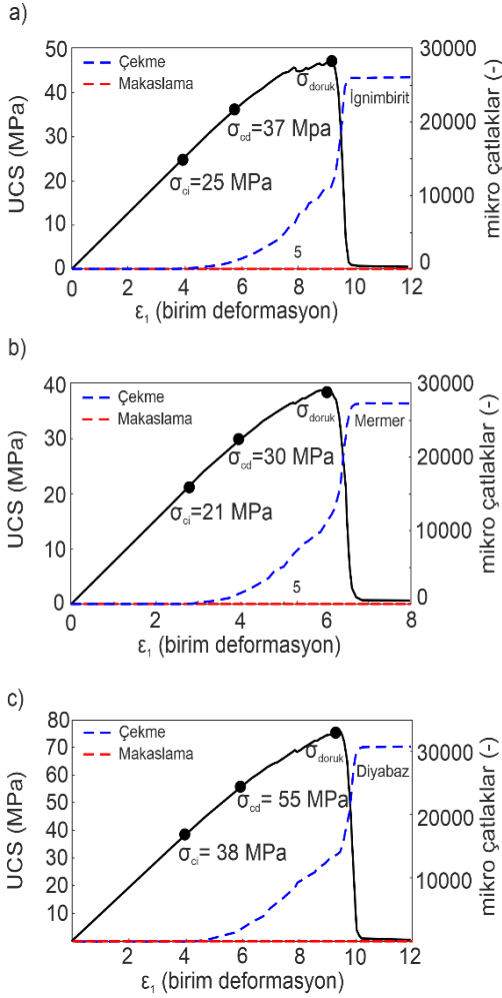 a)
50
40
30
20
10
0
UCS (MPa)
Çekme
Makaslama
σdoruk
σcd=37 Mpa
σci=25 MPa
İgnimbirit
5
30000
20000
10000
0
mikro çatlaklar (-)
0 2 4 6 8 10 12
ε1 (birim deformasyon)
b)
40
30
20
10
0
UCS (MPa)
Çekme
Makaslama
σdoruk
σcd=30 MPa
σci=21 MPa
Mermer
5
30000
20000
10000
0
mikro çatlaklar (-)
0 2 4 6 8
ε1 (birim deformasyon)
c)
80
70
60
50
40
30
20
10
UCS (MPa)
Çekme
Makaslama
σdoruk
σcd= 55 MPa
σci= 38 MPa
Diyabaz
30000
20000
10000
0
mikro çatlaklar (-)
0 2 4 6 8 10 12
ε1 (birim deformasyon)